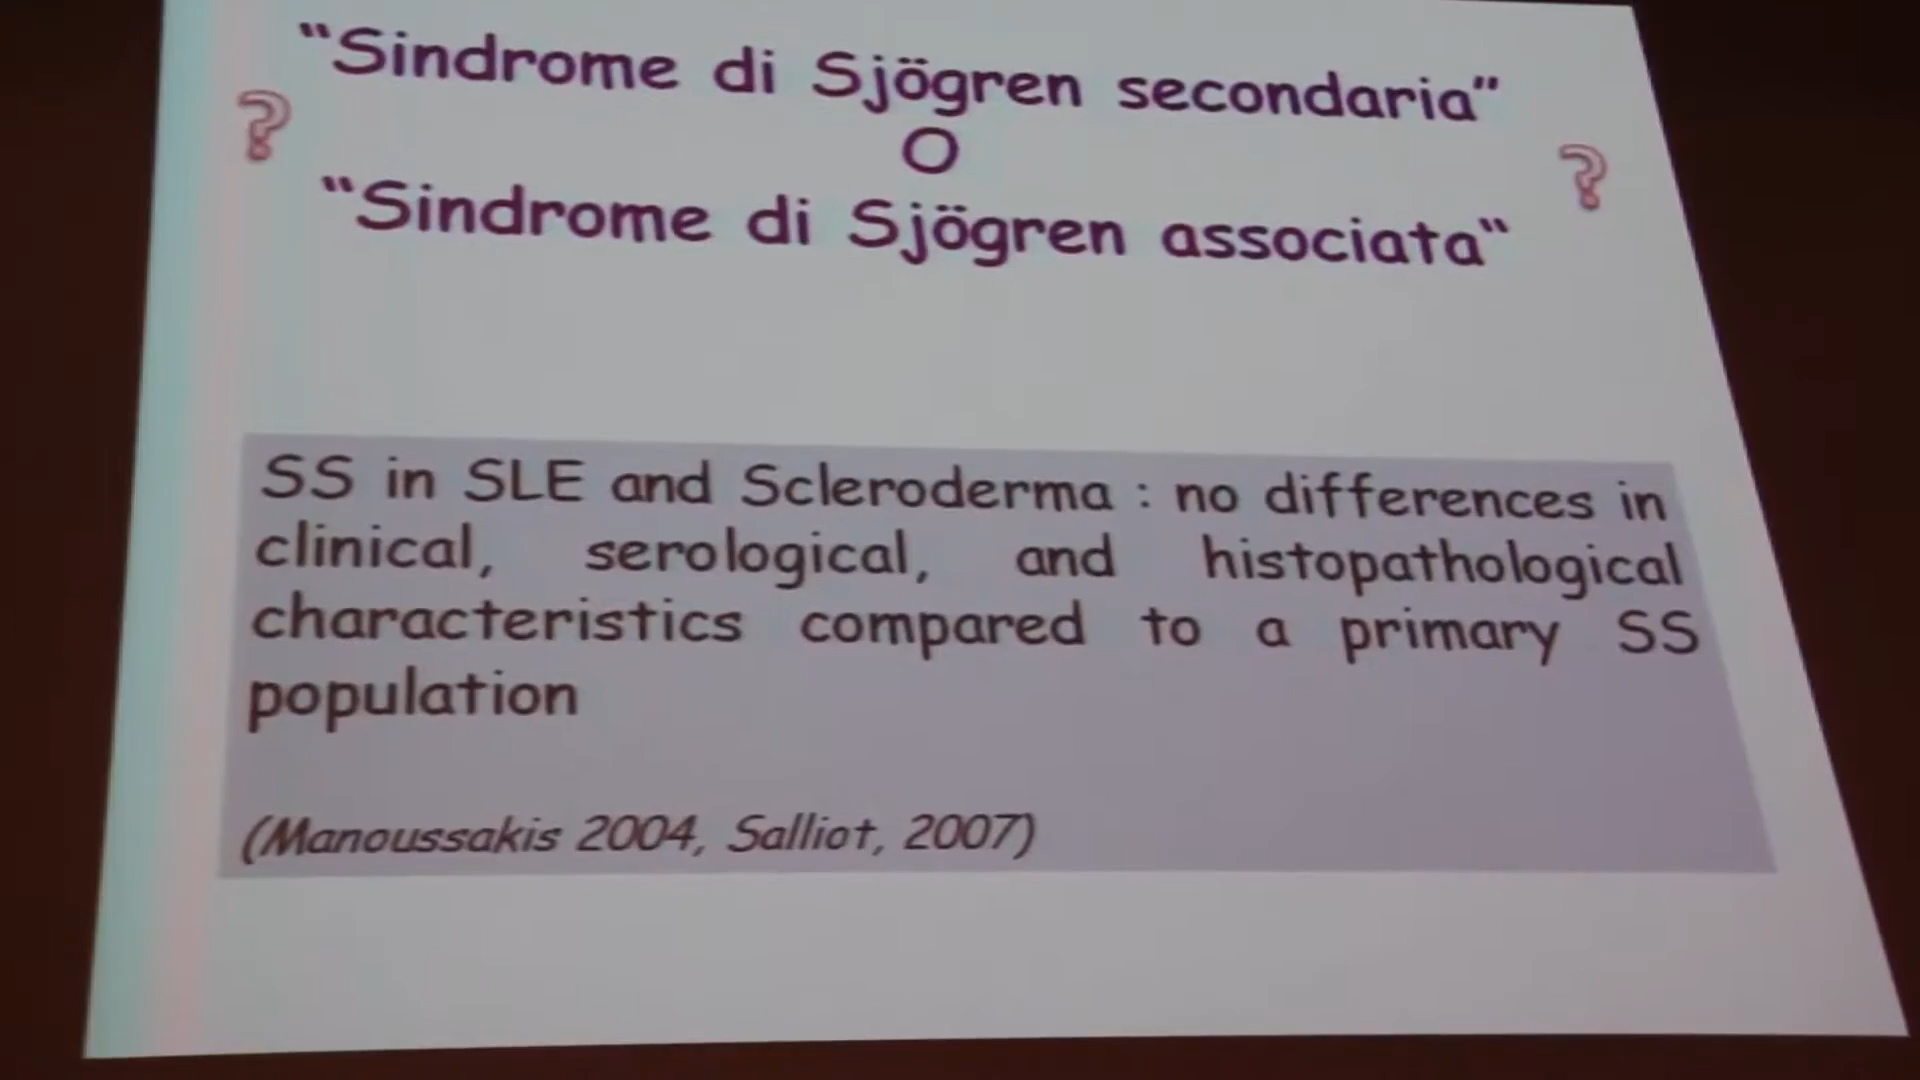 “Sindrome di Sjögren secondaria”
?
O
?
“Sindrome di Sjögren associata“
SS in SLE and Scleroderma : no differences in
clinical, serological, and histopathological
characteristics compared to a primary SS
population
(Manoussakis 2004, Salliot, 2007)